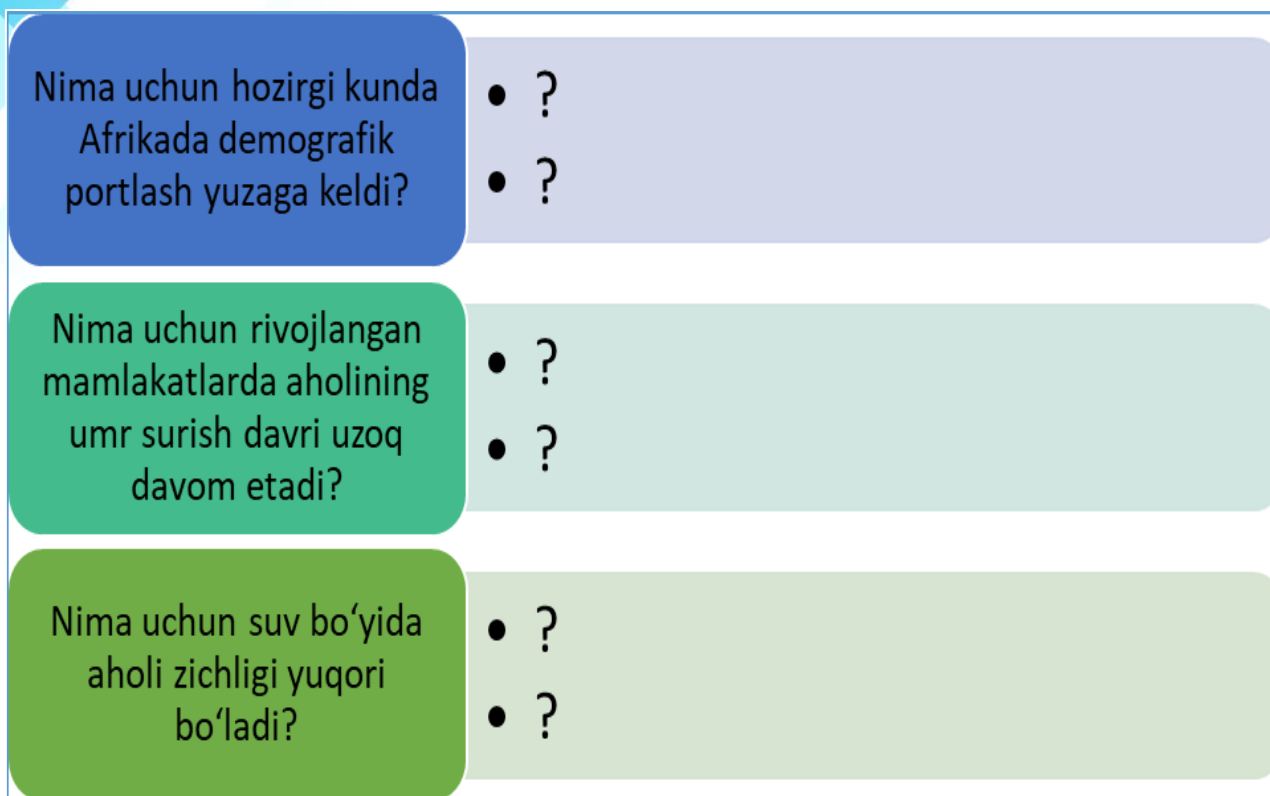 Nima uchun hozirgi kunda
Afrikada demografik
portlash yuzaga keldi?
• ?
• ?
Nima uchun rivojlangan
mamlakatlarda aholining
umr surish davri uzoq
davom etadi?
• ?
• ?
Nima uchun suv bo‘yida
aholi zichligi yuqori
bo‘ladi?
• ?
• ?